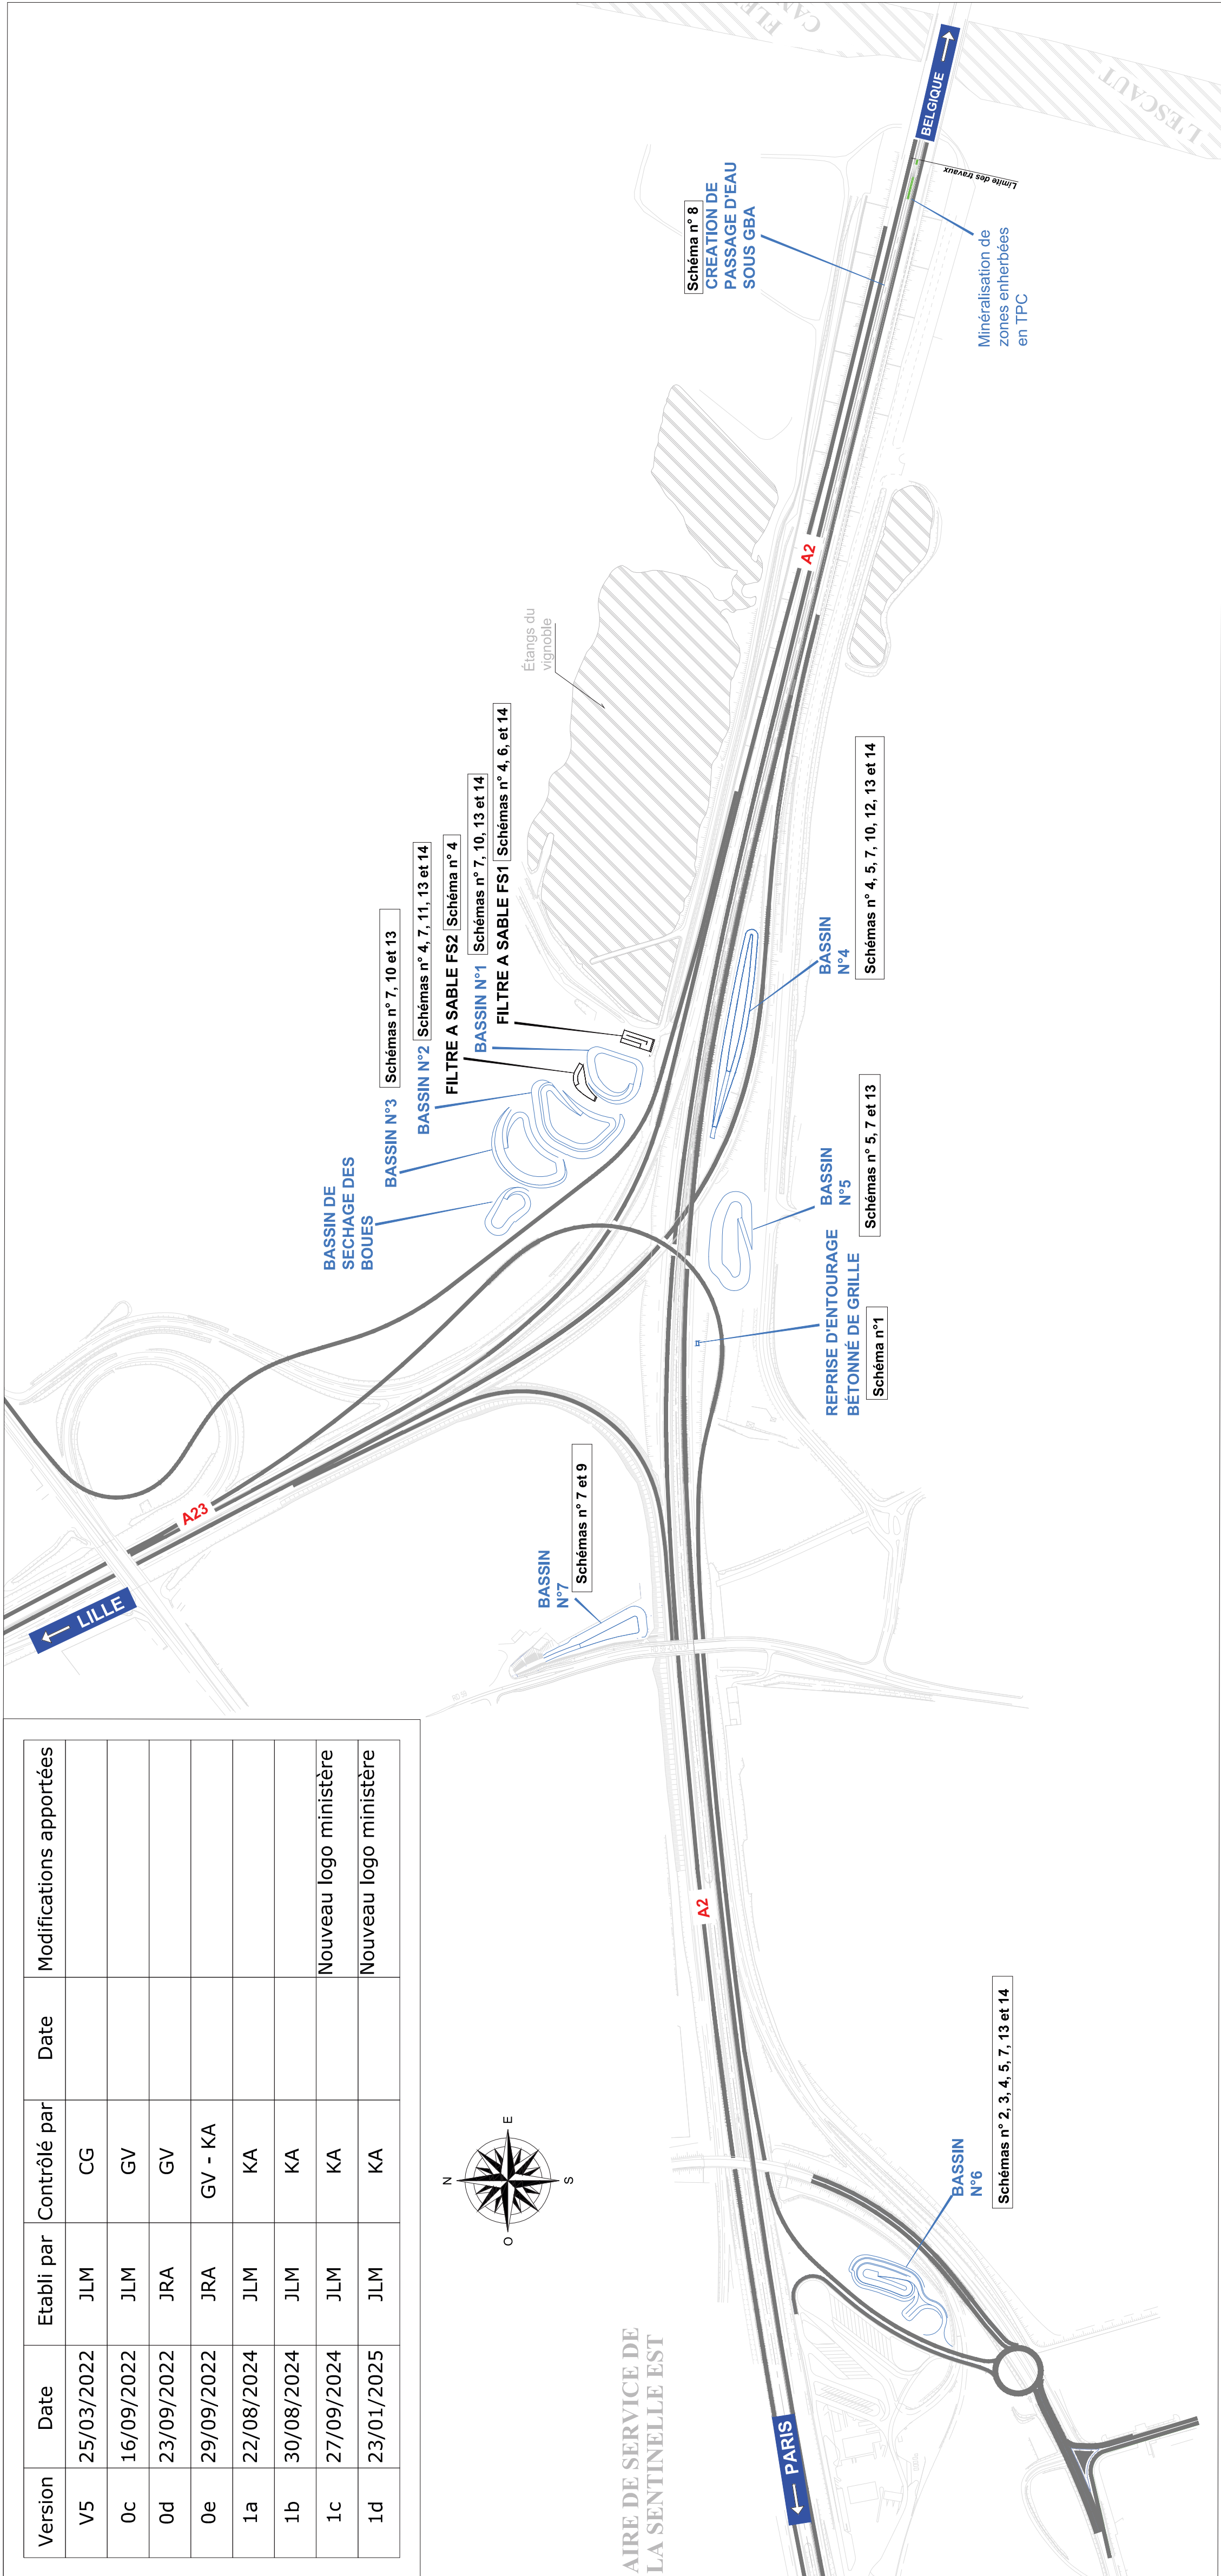 Version Date Etabli par Contrôlé par Date Modifications apportées
V5 25/03/2022 JLM CG
0c 16/09/2022 JLM GV
0d 23/09/2022 JRA GV
0e 29/09/2022 JRA GV - KA
1a 22/08/2024 JLM KA
1b 30/08/2024 JLM KA
1c 27/09/2024 JLM KA Nouveau logo ministère
1d 23/01/2025 JLM KA Nouveau logo ministère
N
O
E
S
AIRE DE SERVICE DE
LA SENTINELLE EST
← PARIS
A2
BASSIN
N°6
Schémas n° 2, 3, 4, 5, 7, 13 et 14
← LILLE
A23
BASSIN
N°7
Schémas n° 7 et 9
BASSIN DE
SECHAGE DES
BOUES
BASSIN N°3
Schémas n° 7, 10 et 13
BASSIN N°2
Schémas n° 4, 7, 11, 13 et 14
FILTRE A SABLE FS2
Schéma n° 4
BASSIN N°1
Schémas n° 7, 10, 13 et 14
FILTRE A SABLE FS1
Schémas n° 4, 6, et 14
REPRISE D'ENTOURAGE
BÉTONNÉ DE GRILLE
Schéma n°1
BASSIN
N°5
Schémas n° 5, 7 et 13
BASSIN
N°4
Schémas n° 4, 5, 7, 10, 12, 13 et 14
Étangs du
vignoble
A2
Schéma n° 8
CREATION DE
PASSAGE D'EAU
SOUS GBA
Minéralisation de
zones enherbées
en TPC
Limite des travaux
BELGIQUE →
L'ESCAUT